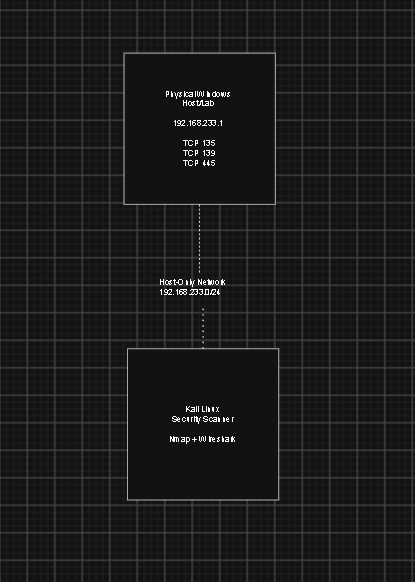 Physical Windows
Host/Lab
192.168.233.1
TCP 135
TCP 139
TCP 445
Host-Only Network
192.168.233.0/24
Kali Linux
Security Scanner
Nmap + Wireshark